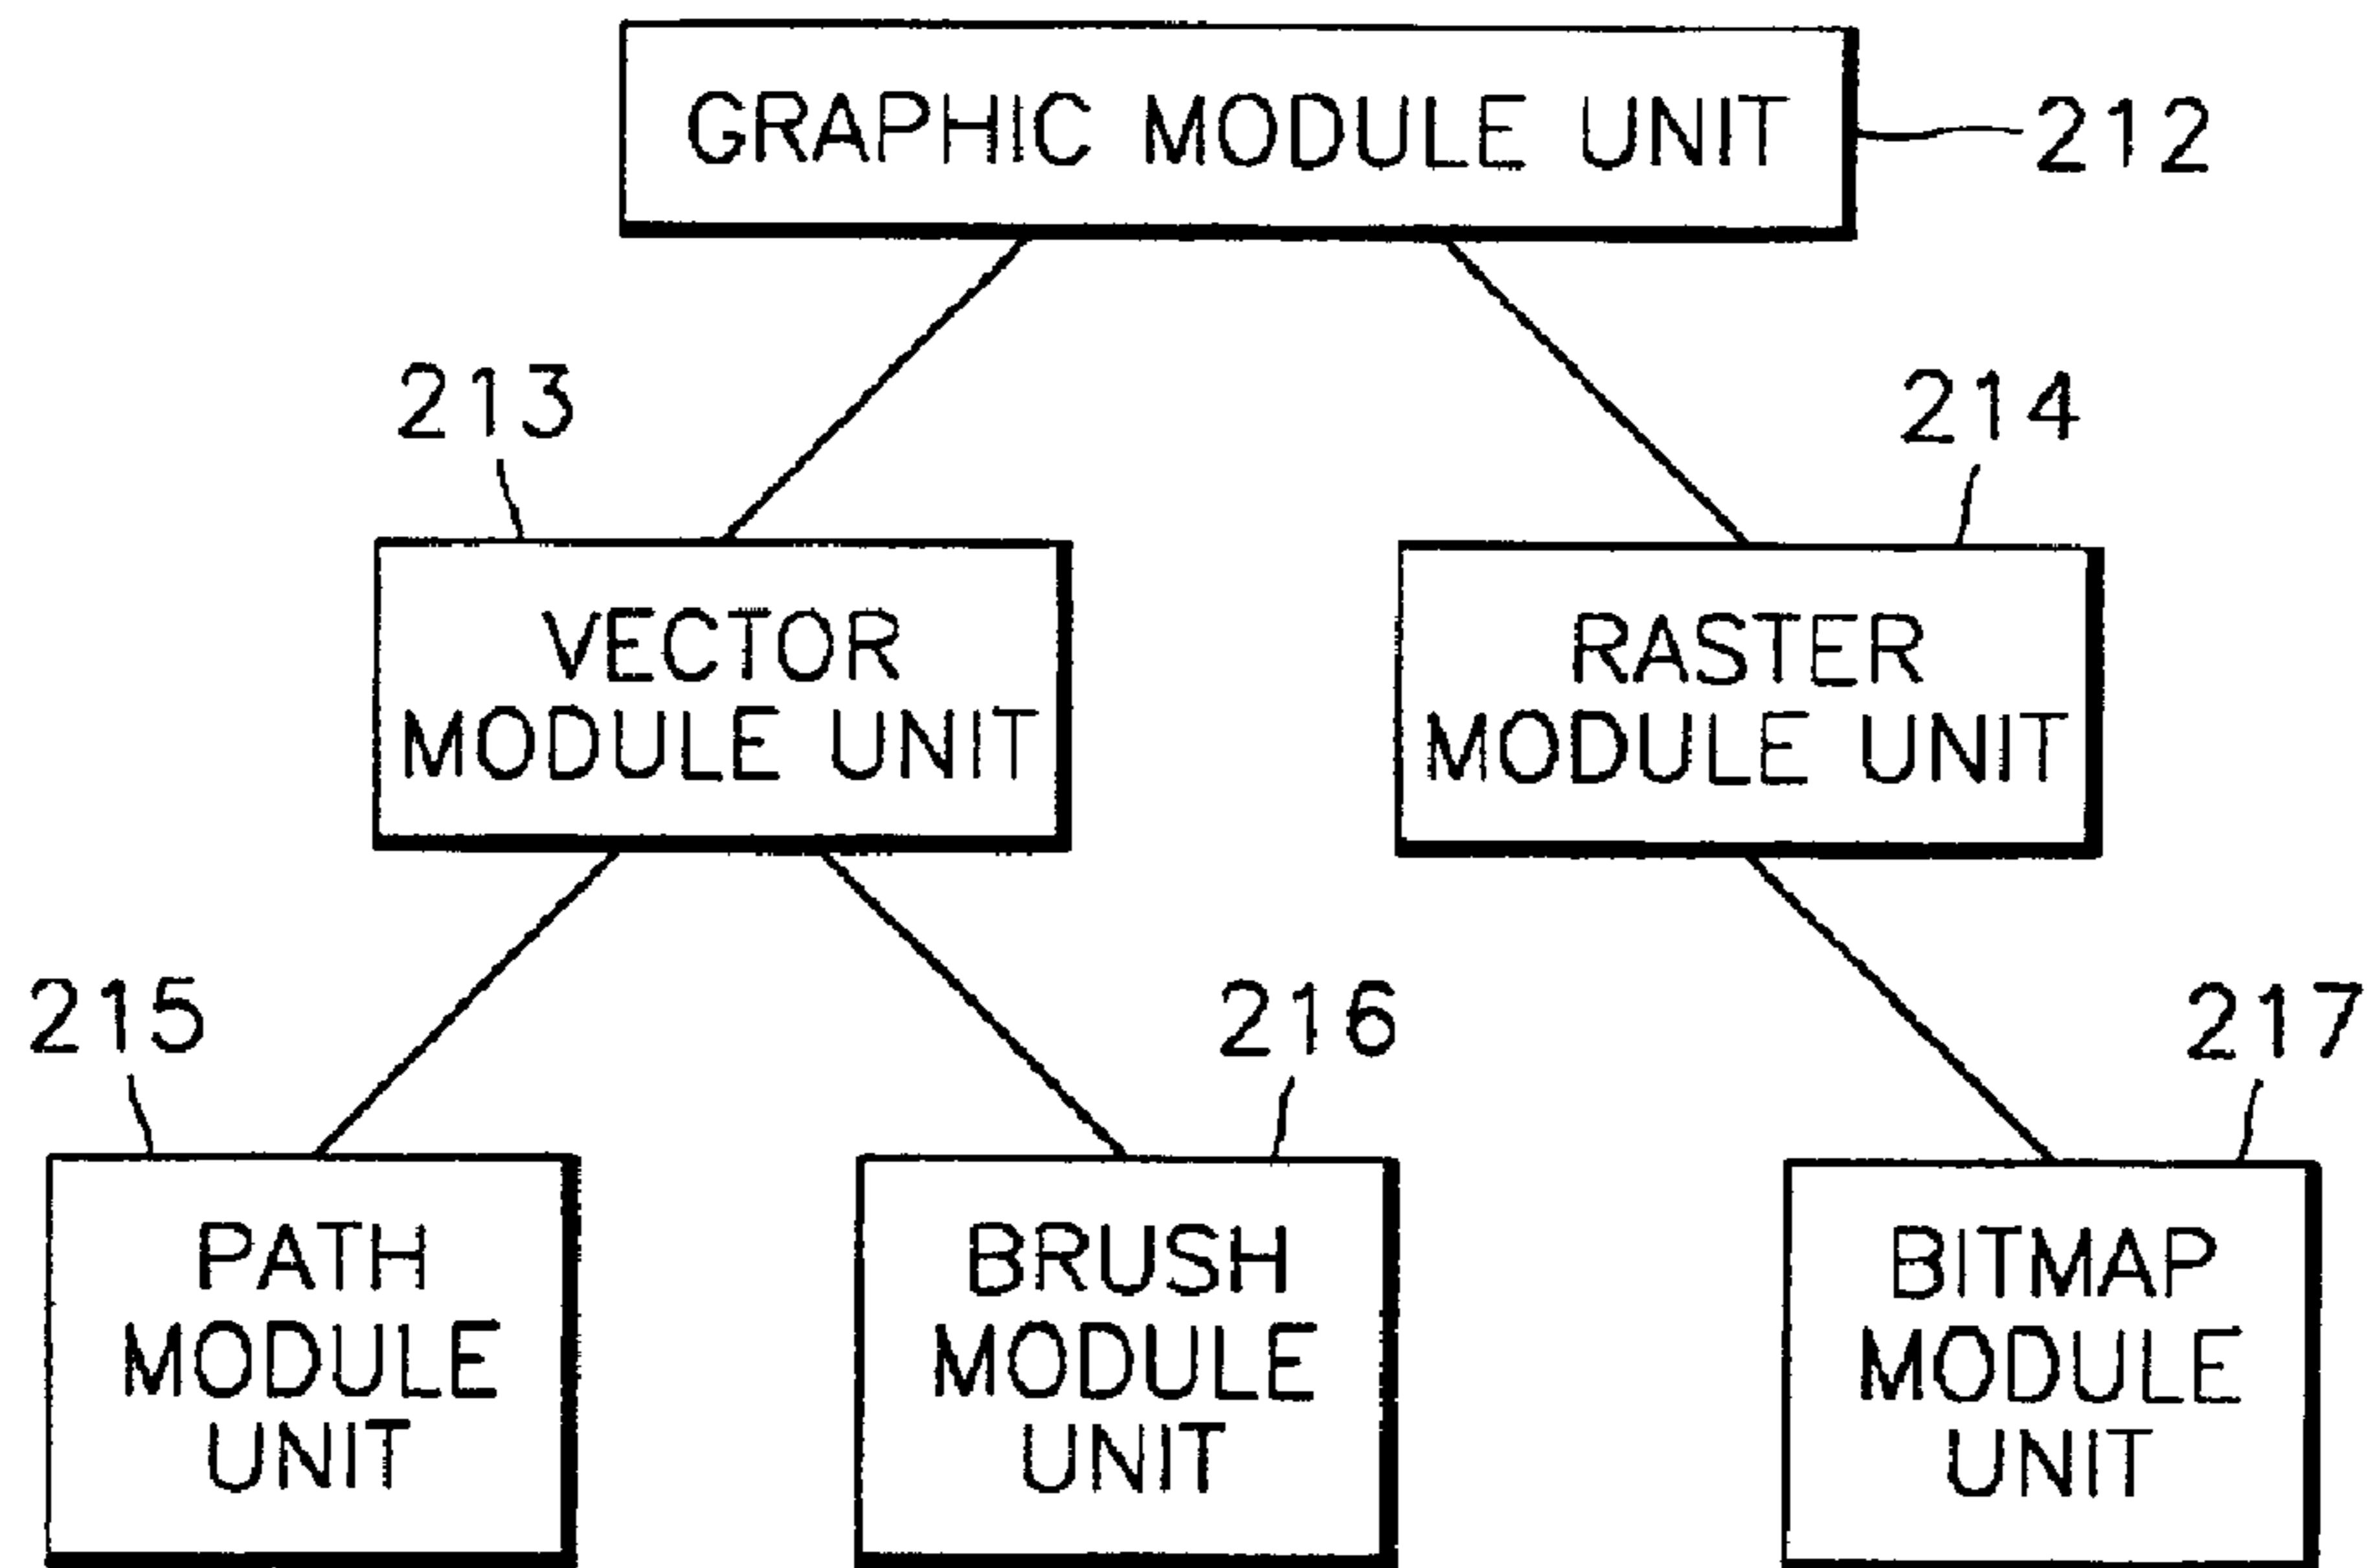 GRAPHIC MODULE UNIT
212
213
214
VECTOR
MODULE UNIT
RASTER
MODULE UNIT
215
216
217
PATH
MODULE
UNIT
BRUSH
MODULE
UNIT
BITMAP
MODULE
UNIT